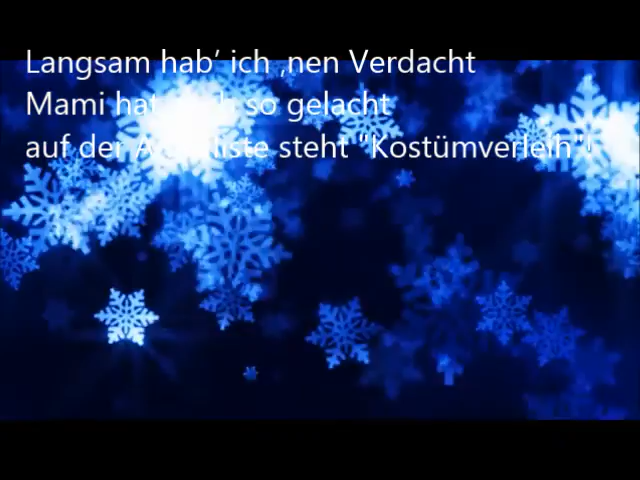 Langsam hab’ ich ‚nen Verdacht
Mami hat so gelacht
auf der steht "Kostümverleih"!